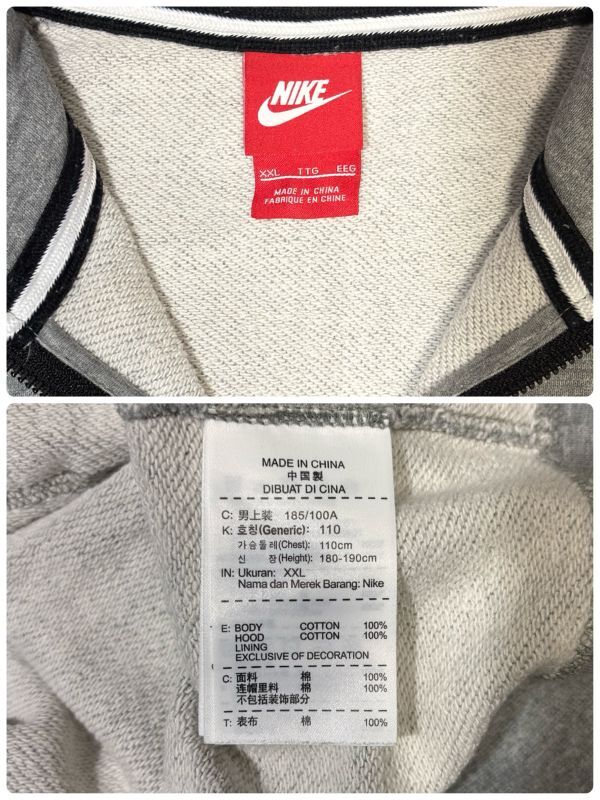 NIKE
XXL TTG EEG
MADE IN CHINA
FABRIQUE EN CHINE
MADE IN CHINA
中国製
DIBUAT DI CINA
C: 男上装 185/100A
K: 호칭(Generic): 110
가슴둘레(Chest): 110cm
신 장(Height): 180-190cm
IN: Ukuran: XXL
Nama dan Merek Barang: Nike
E: BODY COTTON 100%
HOOD COTTON 100%
LINING
EXCLUSIVE OF DECORATION
C: 面料 棉 100%
连帽里料 棉 100%
不包括装饰部分
T: 表布 棉 100%